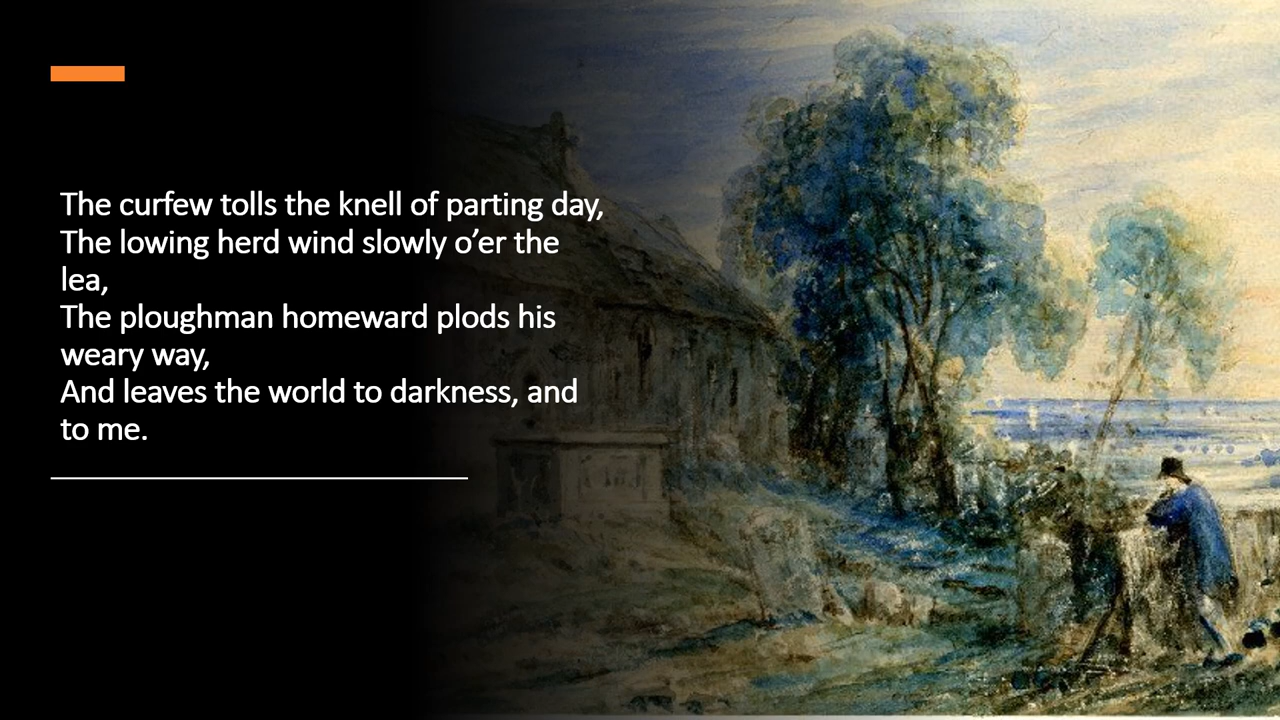 The curfew tolls the knell of parting day,
The lowing herd wind slowly o’er the
lea,
The ploughman homeward plods his
weary way,
And leaves the world to darkness, and
to me.